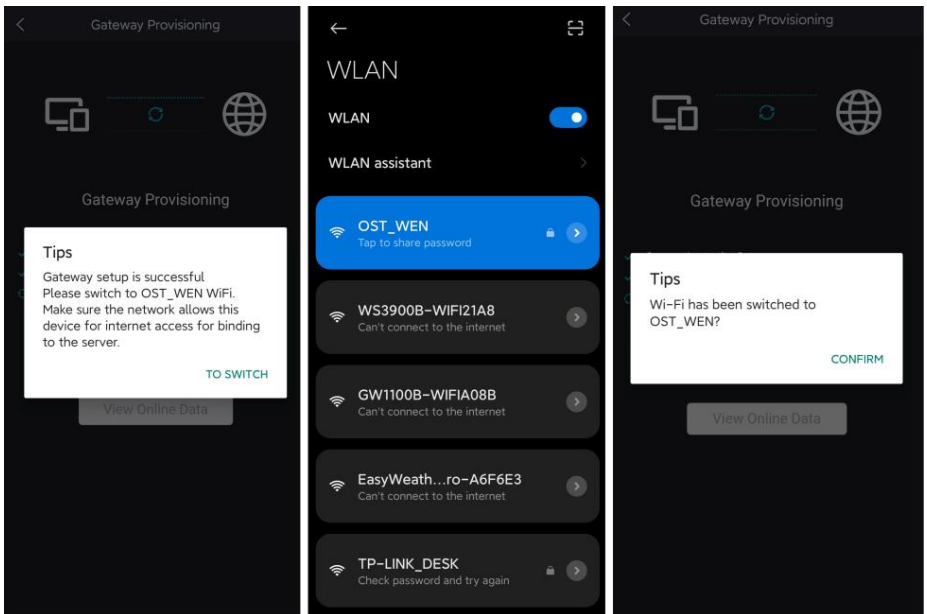 Gateway Provisioning
Gateway Provisioning
Tips
Gateway setup is successful
Please switch to OST_WEN WiFi.
Make sure the network allows this
device for internet access for binding
to the server.
TO SWITCH
View Online Data
WLAN
WLAN
WLAN assistant
OST_WEN
Tap to share password
WS3900B-WIFI21A8
Can't connect to the internet
GW1100B-WIFIA08B
Can't connect to the internet
EasyWeath...ro-A6F6E3
Can't connect to the internet
TP-LINK_DESK
Check password and try again
Gateway Provisioning
Gateway Provisioning
Tips
Wi-Fi has been switched to
OST_WEN?
CONFIRM
View Online Data